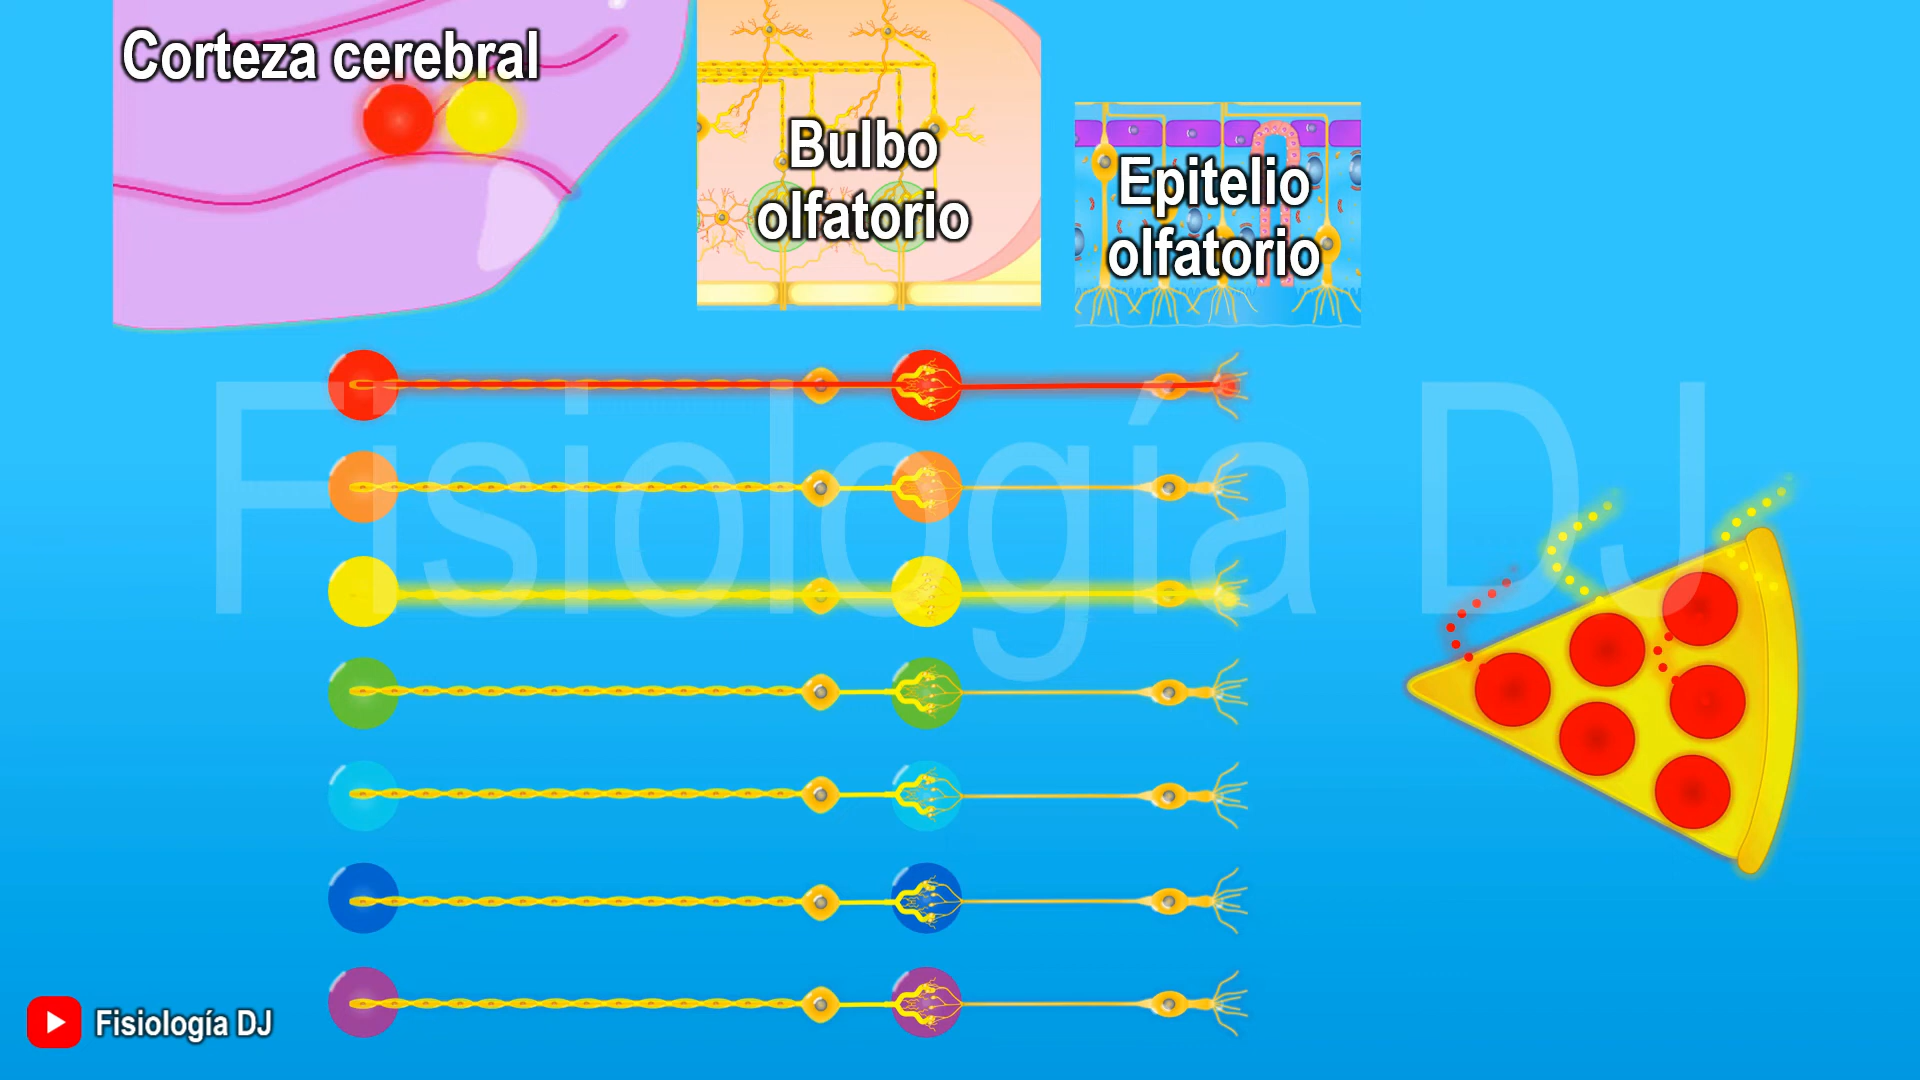 Corteza cerebral
Bulbo
olfatorio
Epitelio
olfatorio
Fisiología DJ
Fisiología DJ